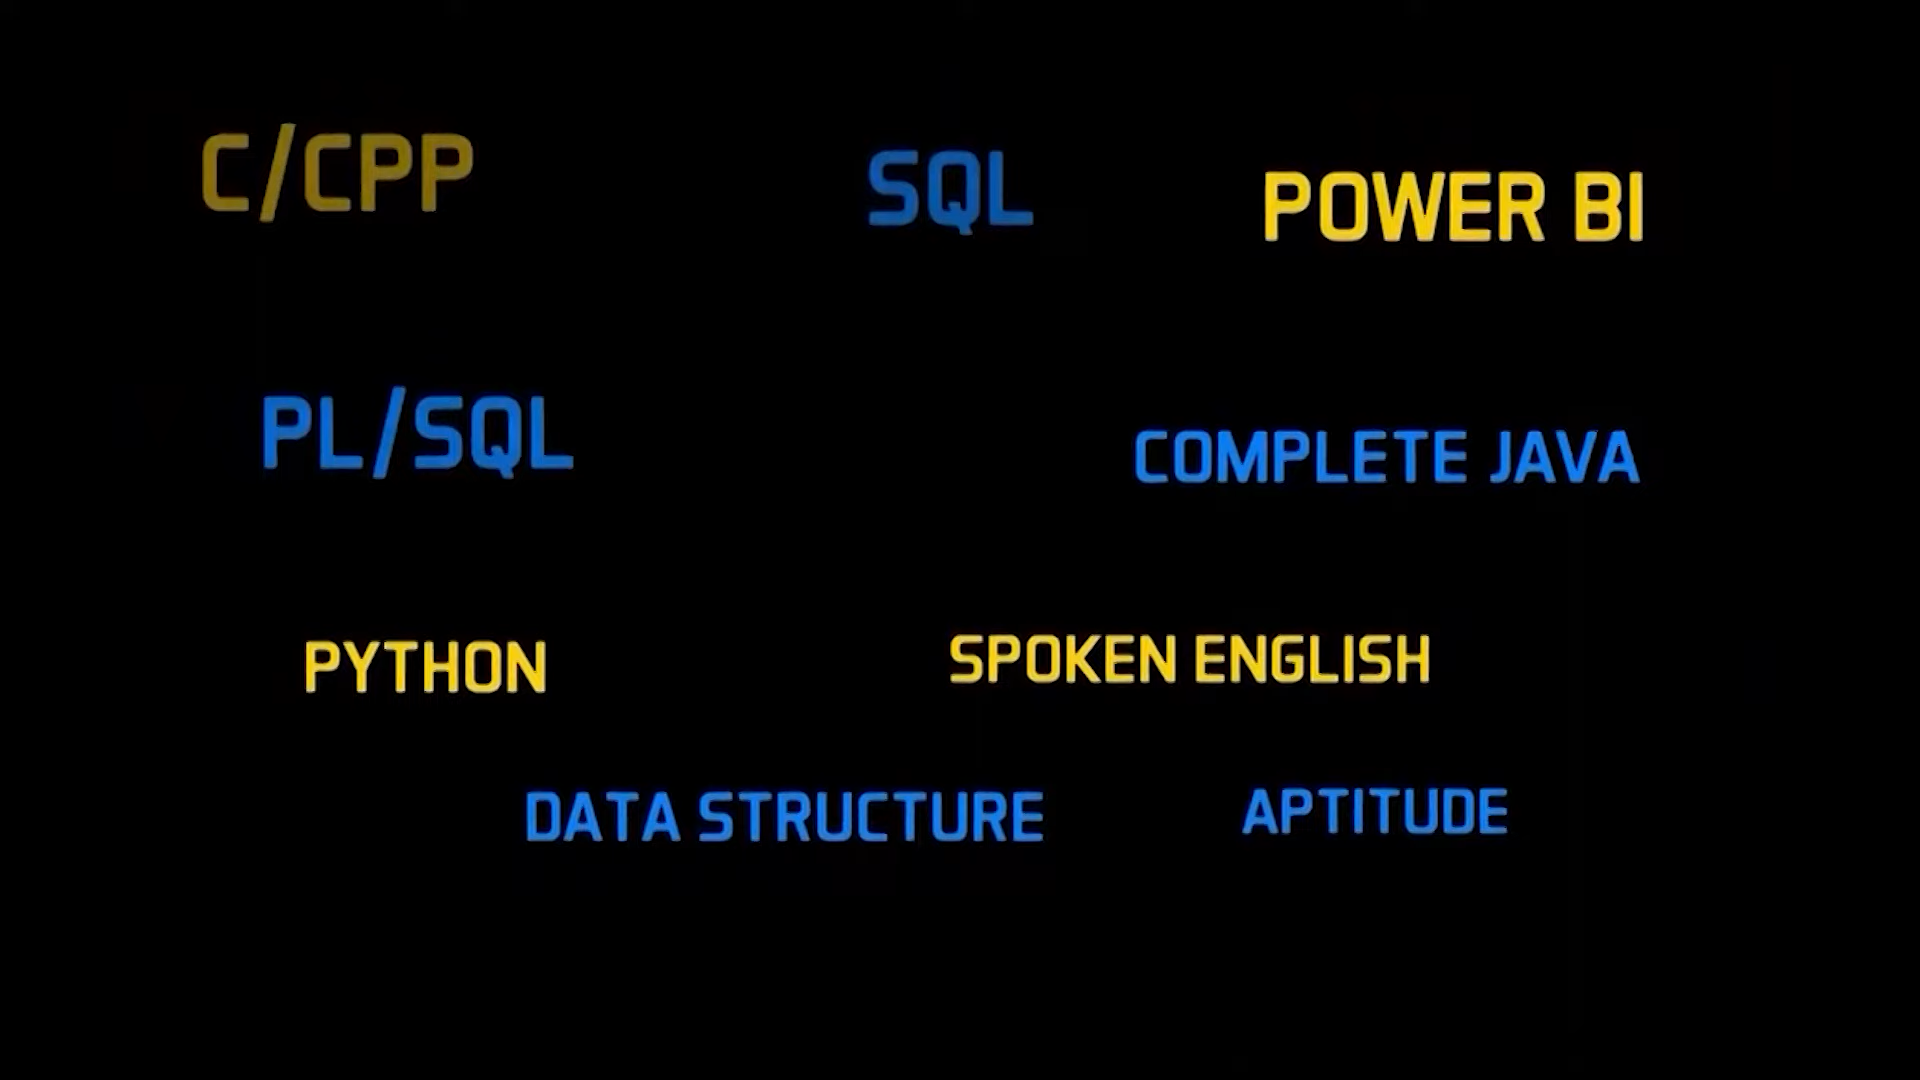 C/CPP
SQL
POWER BI
PL/SQL
COMPLETE JAVA
PYTHON
SPOKEN ENGLISH
DATA STRUCTURE
APTITUDE